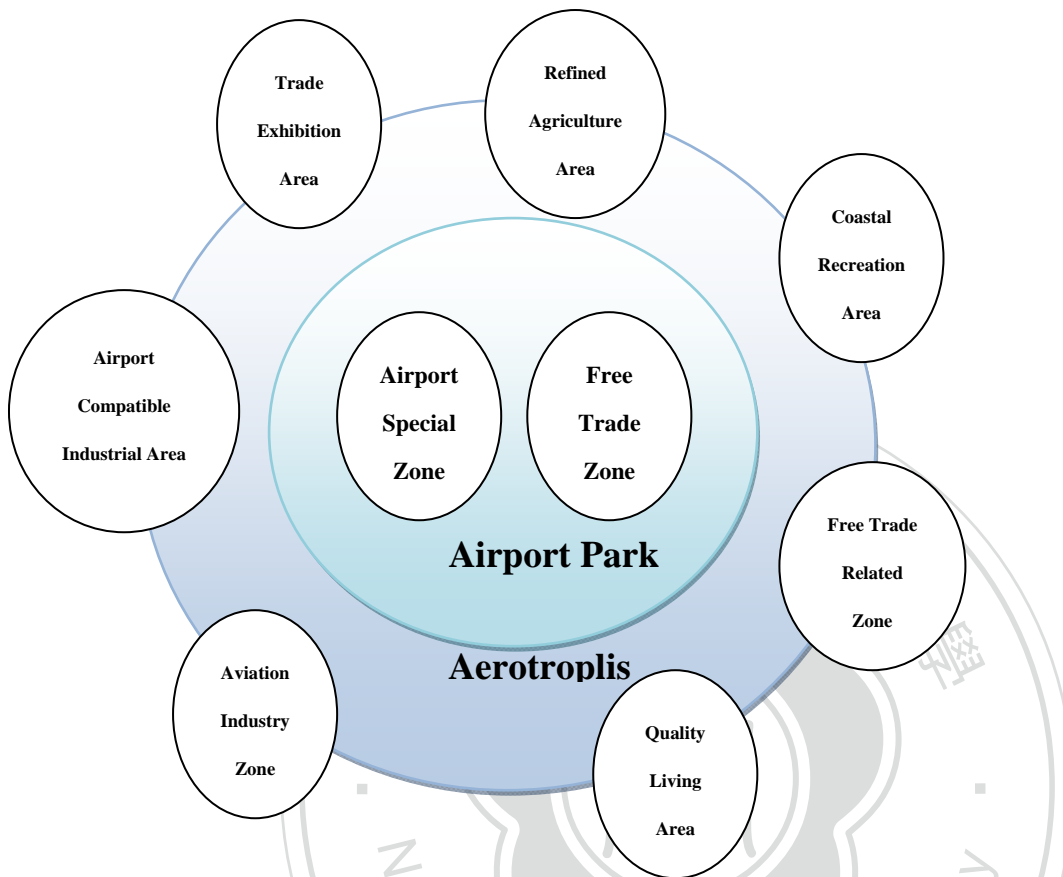 Trade
Exhibition
Area
Refined
Agriculture
Area
Coastal
Recreation
Area
Airport
Compatible
Industrial Area
Airport
Special
Zone
Free
Trade
Zone
Airport Park
Free Trade
Related
Zone
Aerotroplis
Aviation
Industry
Zone
Quality
Living
Area
學
N
y